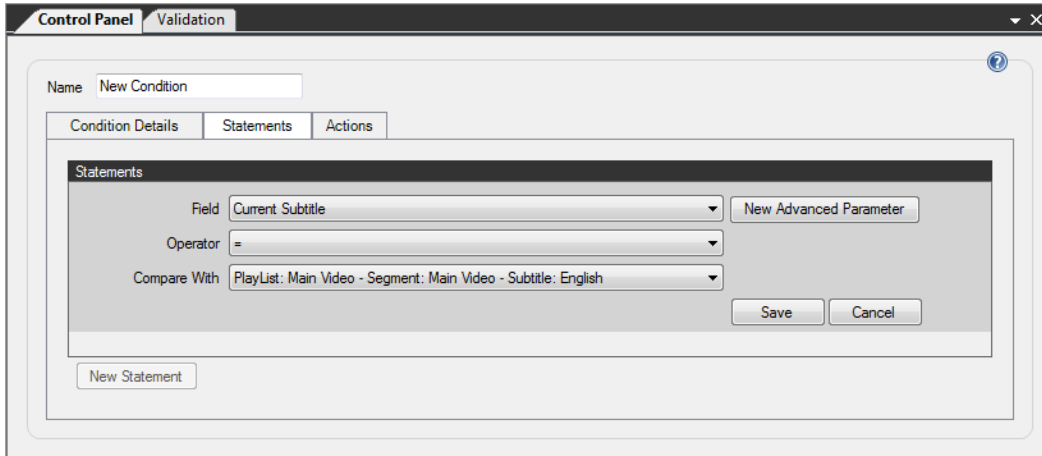 Control Panel Validation
Name New Condition
Condition Details Statements Actions
Statements
Field Current Subtitle New Advanced Parameter
Operator =
Compare With PlayList: Main Video - Segment: Main Video - Subtitle: English
Save Cancel
New Statement